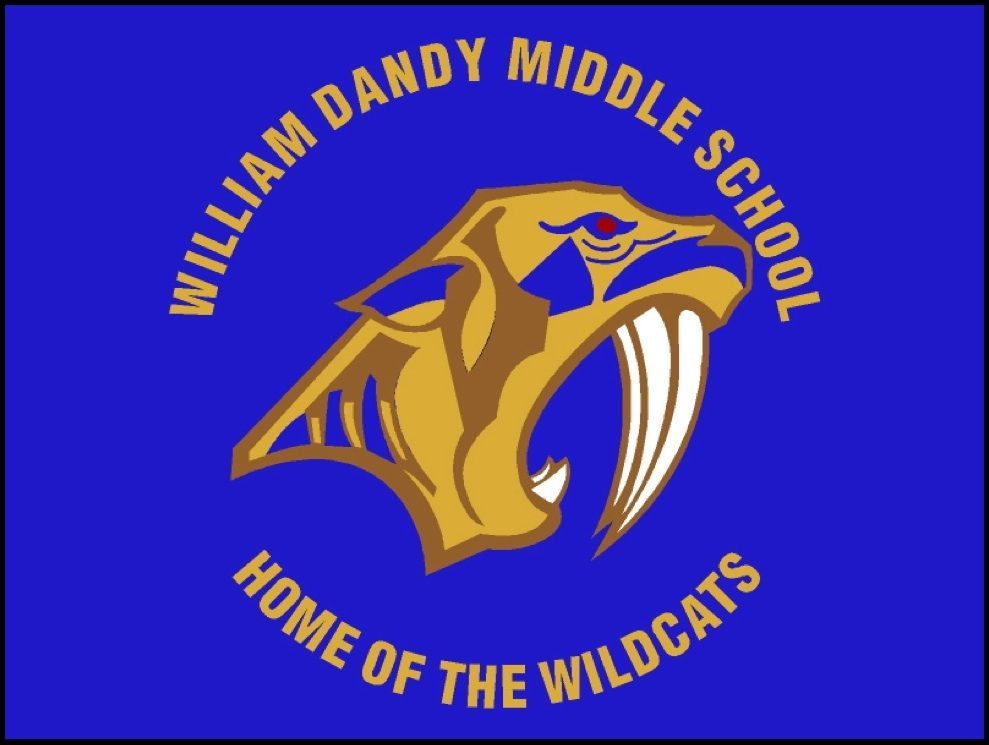 WILLIAM DANDY MIDDLE SCHOOL
HOME OF THE WILDCATS